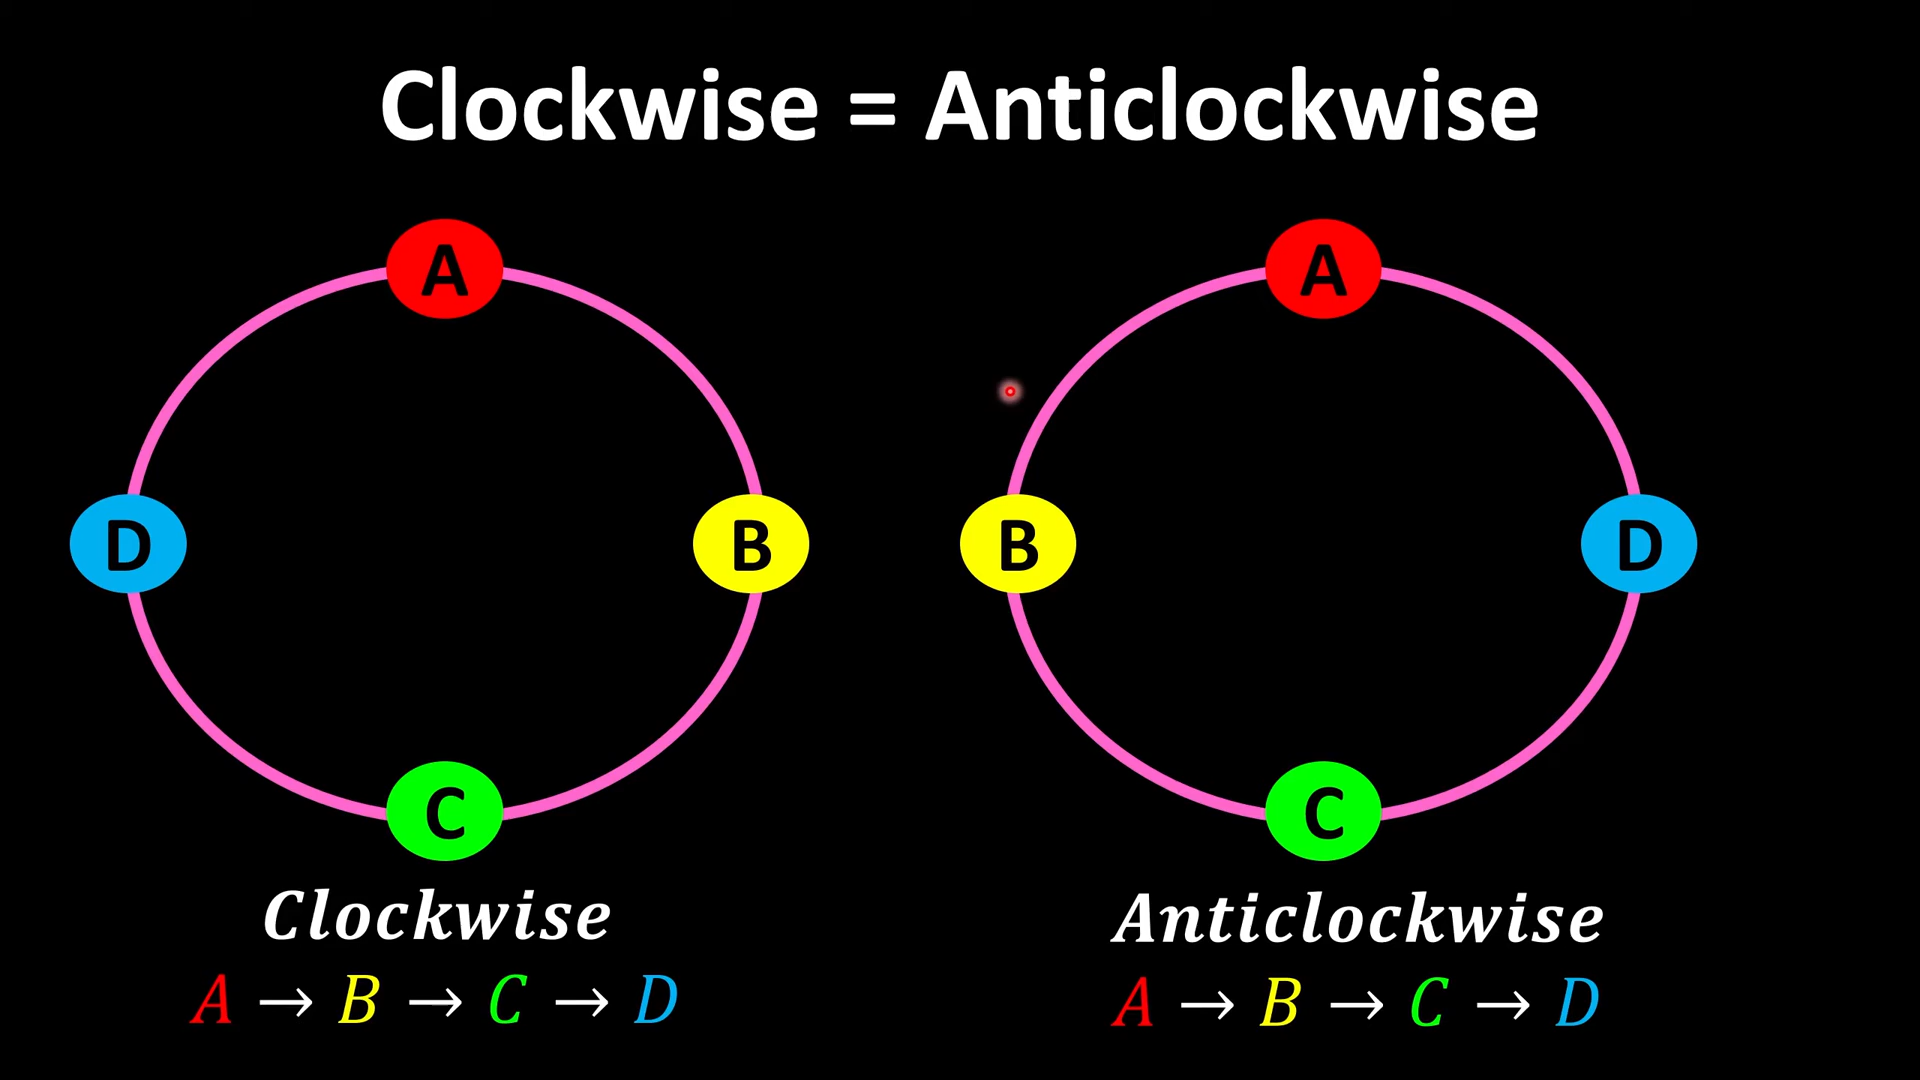 Clockwise = Anticlockwise
A
D
B
C
A
B
D
C
Clockwise
A → B → C → D
Anticlockwise
A → B → C → D